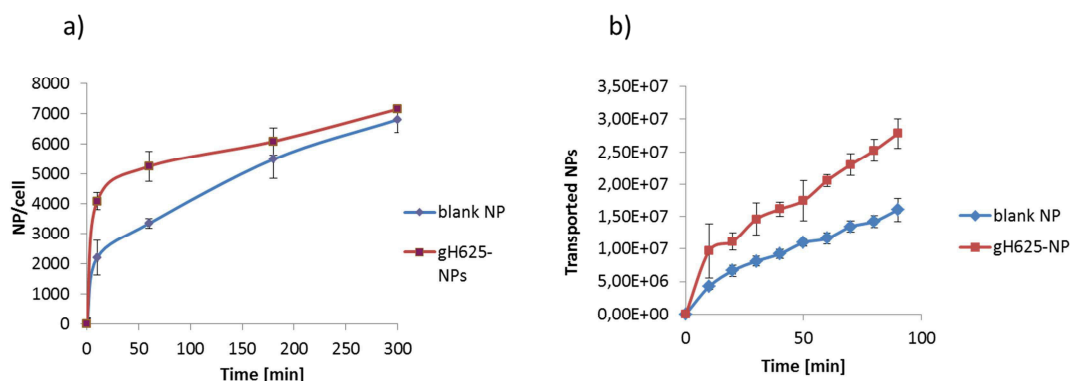 a)
8000
7000
6000
5000
4000
3000
2000
1000
0
NP/cell
0 50 100 150 200 250 300
Time [min]
blank NP
gH625-
NPs
b)
3,50E+07
3,00E+07
2,50E+07
2,00E+07
1,50E+07
1,00E+07
5,00E+06
0,00E+00
Transported NPs
0 50 100
Time [min]
blank NP
gH625-NP